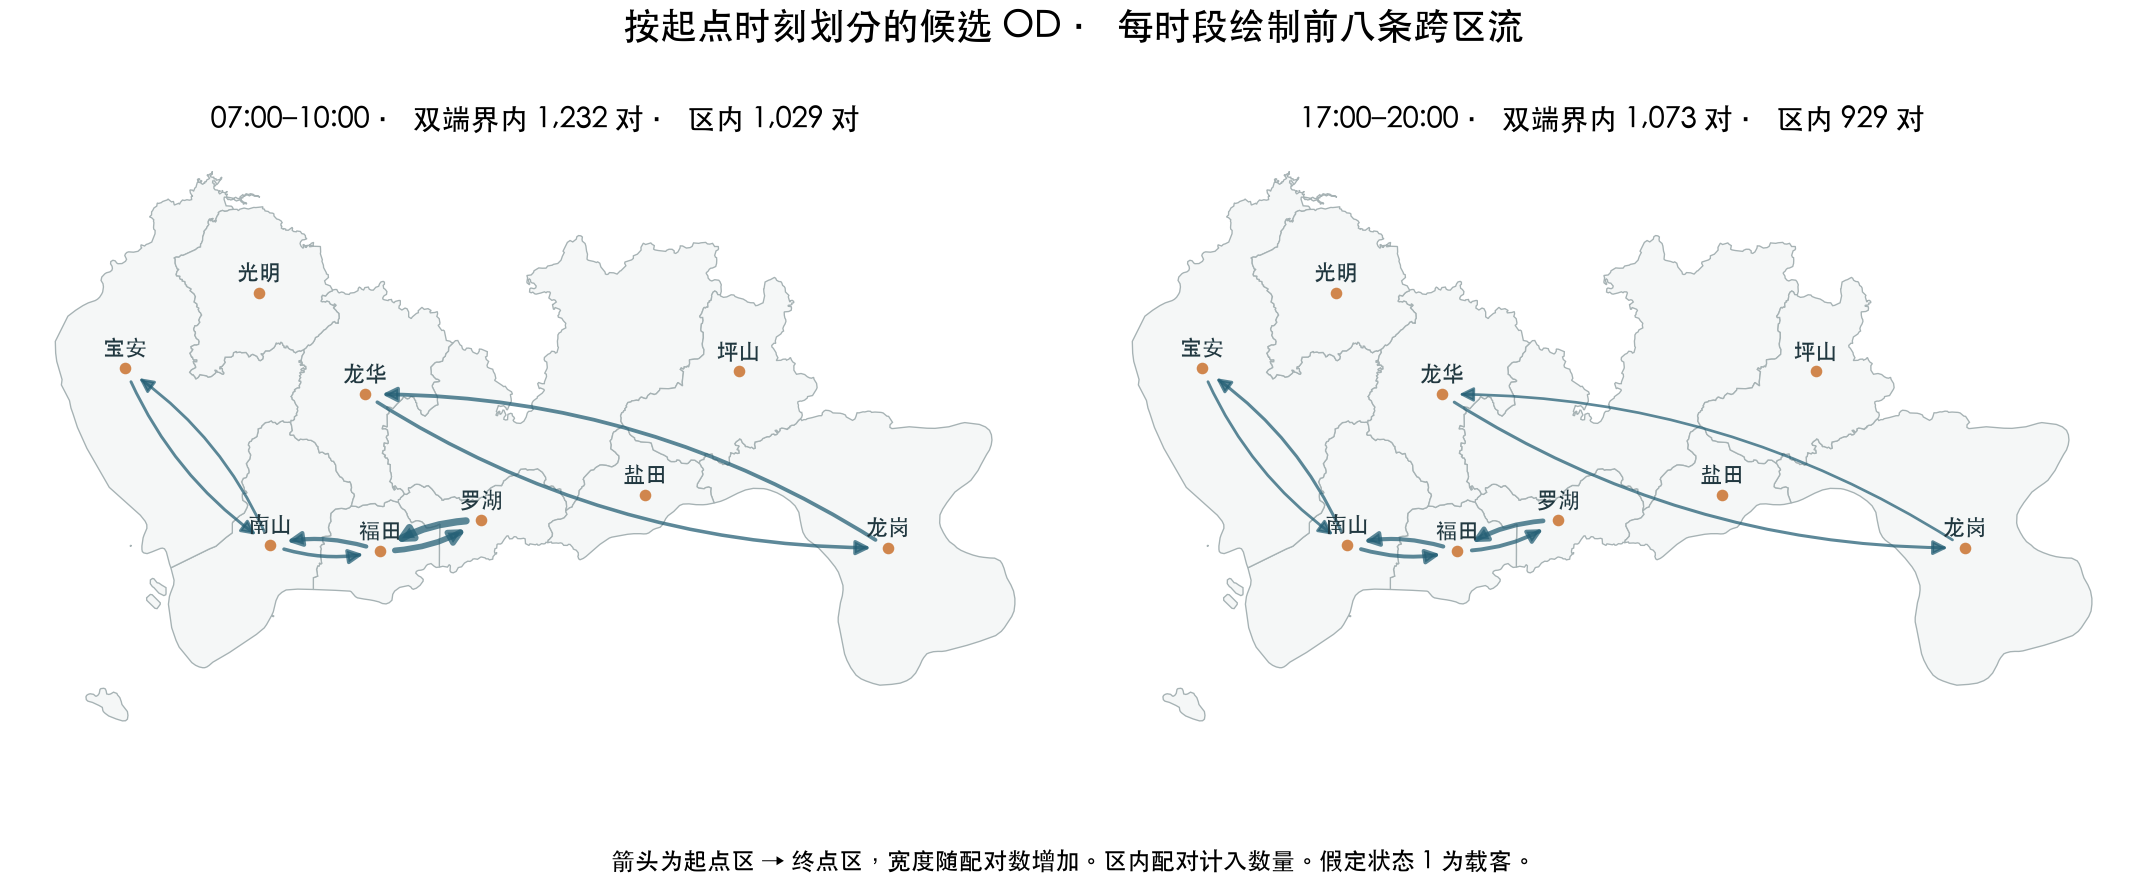 按起点时刻划分的候选 OD · 每时段绘制前八条跨区流
07:00–10:00 · 双端界内 1,232 对 · 区内 1,029 对
17:00–20:00 · 双端界内 1,073 对 · 区内 929 对
光明
宝安
龙华
坪山
盐田
罗湖
南山
福田
龙岗
光明
宝安
龙华
坪山
盐田
罗湖
南山
福田
龙岗
箭头为起点区 → 终点区，宽度随配对数增加。区内配对计入数量。假定状态 1 为载客。